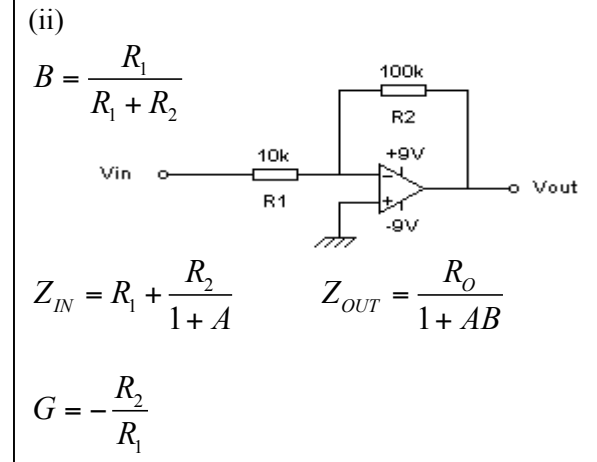 (ii)
B = R₁ / (R₁ + R₂)
100k
R2
+9V
Vin
10k
R1
−
+
-9V
Vout
Z_IN = R₁ + R₂ / (1 + A)
Z_OUT = R_O / (1 + AB)
G = − R₂ / R₁